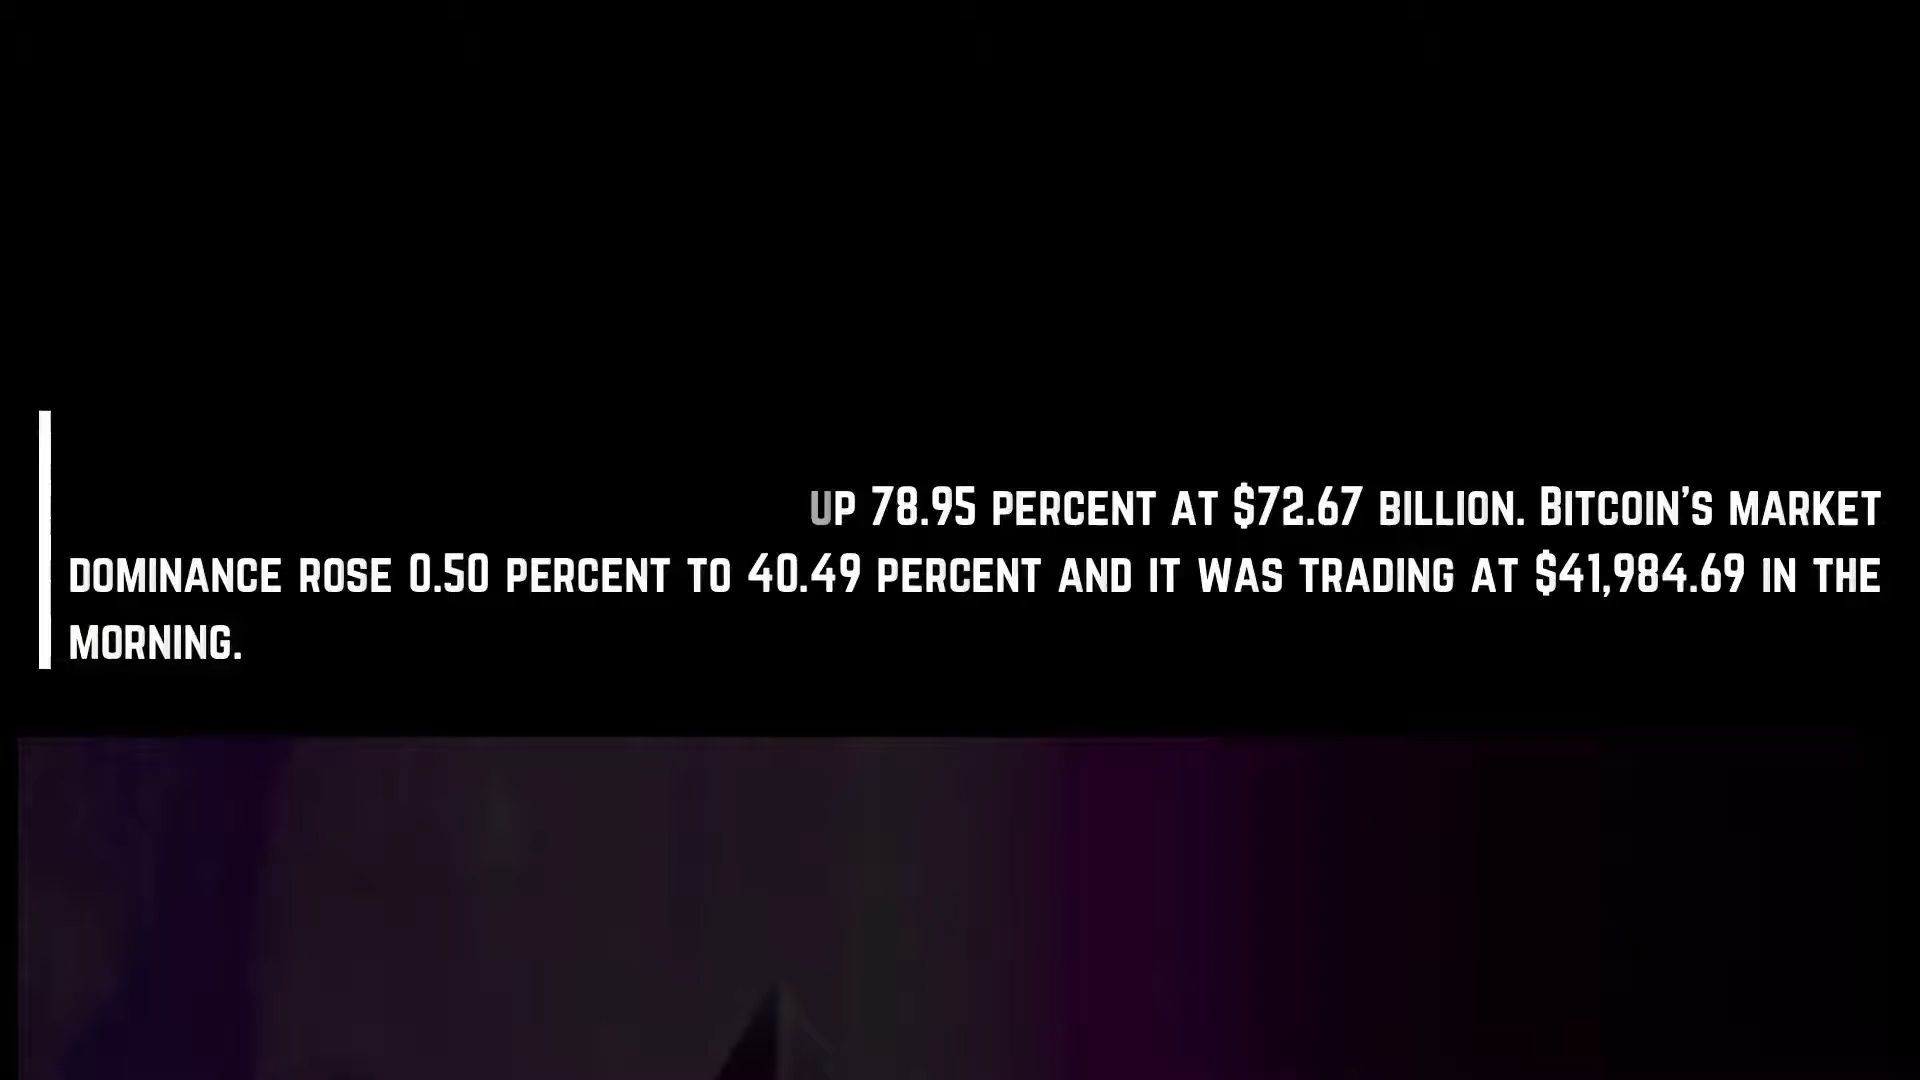 UP 78.95 PERCENT AT $72.67 BILLION. BITCOIN’S MARKET
DOMINANCE ROSE 0.50 PERCENT TO 40.49 PERCENT AND IT WAS TRADING AT $41,984.69 IN THE
MORNING.